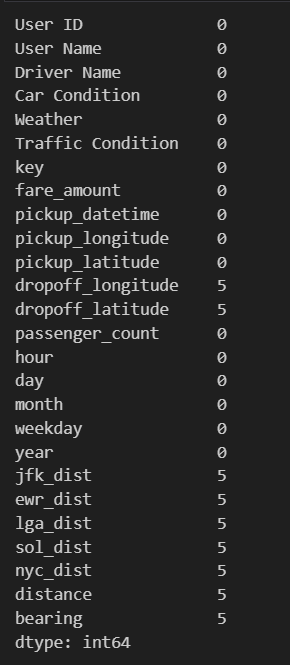 User ID 0
User Name 0
Driver Name 0
Car Condition 0
Weather 0
Traffic Condition 0
key 0
fare_amount 0
pickup_datetime 0
pickup_longitude 0
pickup_latitude 0
dropoff_longitude 5
dropoff_latitude 5
passenger_count 0
hour 0
day 0
month 0
weekday 0
year 0
jfk_dist 5
ewr_dist 5
lga_dist 5
sol_dist 5
nyc_dist 5
distance 5
bearing 5
dtype: int64